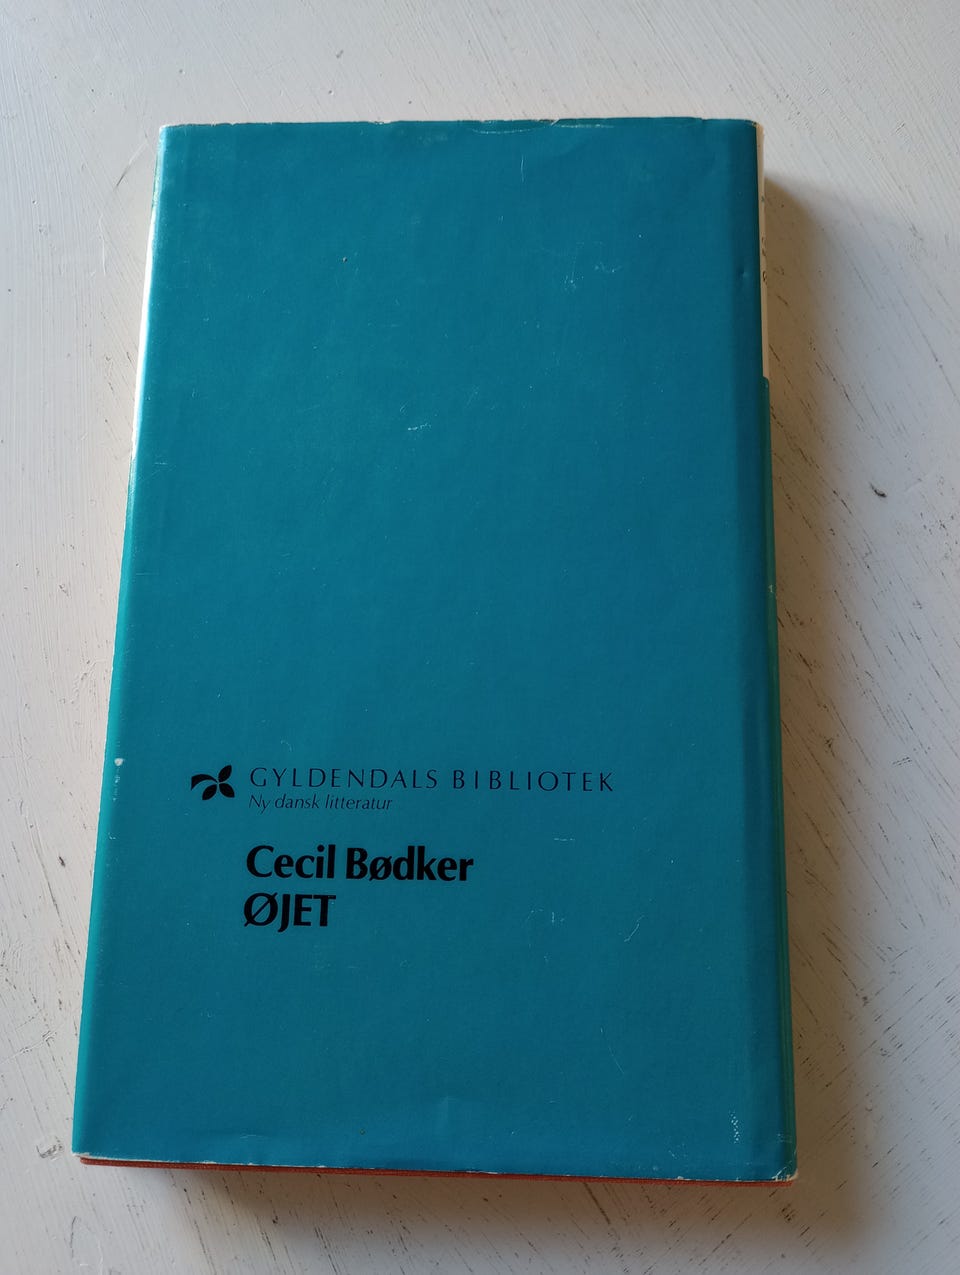 GYLDENDALS BIBLIOTEK
Ny dansk litteratur
Cecil Bødker
ØJET